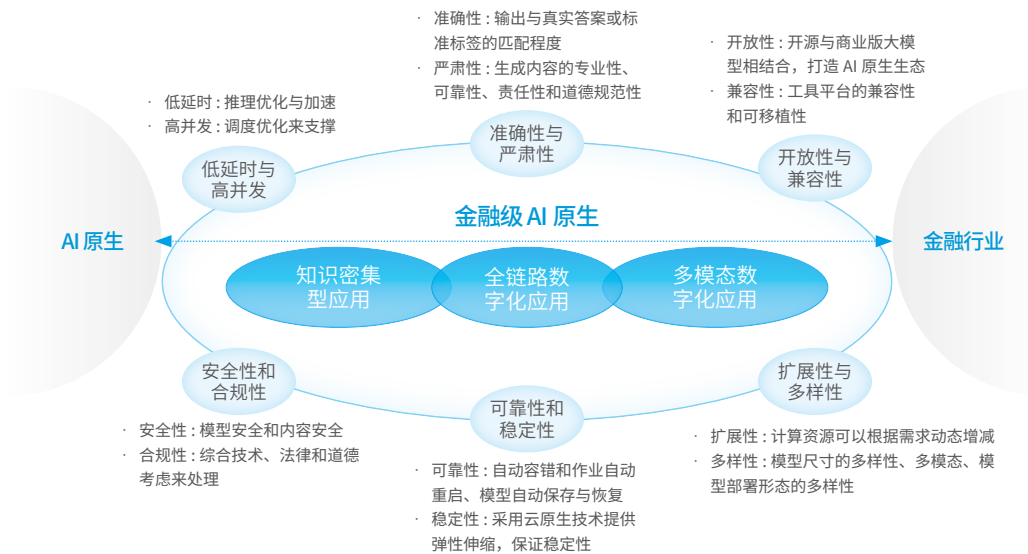 · 准确性 : 输出与真实答案或标
准标签的匹配程度
· 严肃性 : 生成内容的专业性、
可靠性、责任性和道德规范性
· 开放性 : 开源与商业版大模
型相结合，打造 AI 原生生态
· 兼容性 : 工具平台的兼容性
和可移植性
· 低延时 : 推理优化与加速
· 高并发 : 调度优化来支撑
准确性与
严肃性
低延时与
高并发
开放性与
兼容性
金融级 AI 原生
AI 原生
金融行业
知识密集
型应用
全链路数
字化应用
多模态数
字化应用
安全性和
合规性
可靠性和
稳定性
扩展性与
多样性
· 安全性 : 模型安全和内容安全
· 合规性 : 综合技术、法律和道德
考虑来处理
· 可靠性 : 自动容错和作业自动
重启、模型自动保存与恢复
· 稳定性 : 采用云原生技术提供
弹性伸缩，保证稳定性
· 扩展性 : 计算资源可以根据需求动态增减
· 多样性 : 模型尺寸的多样性、多模态、模
型部署形态的多样性